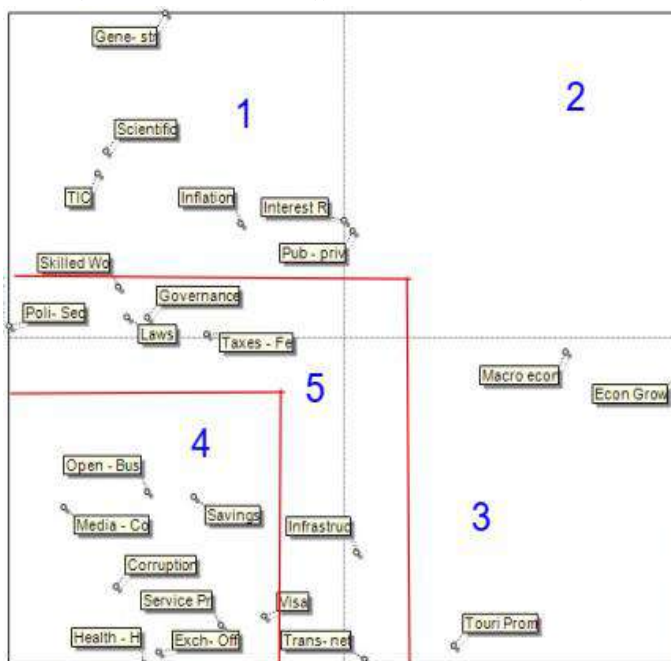 Gene- str
1
2
Scientific
TIC
Inflation
Interest R
Pub - priv
Skilled Wo
Governance
Poli- Sec
Laws
Taxes - Fe
Macro econ
Econ Grow
5
4
Open - Bus
Savings
Media - Co
Infrastruc
3
Corruption
Service Pr
Visa
Touri Prom
Health - H
Exch- Off
Trans- net